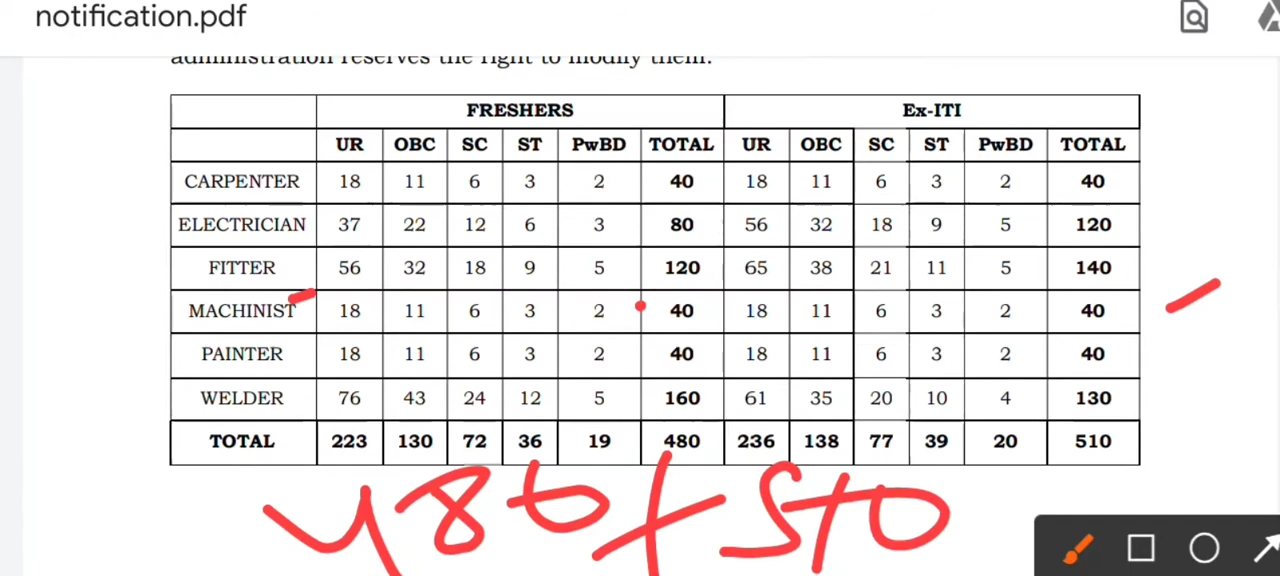 notification.pdf
administration reserves the right to modify them.
FRESHERS Ex-ITI
UR OBC SC ST PwBD TOTAL UR OBC SC ST PwBD TOTAL
CARPENTER 18 11 6 3 2 40 18 11 6 3 2 40
ELECTRICIAN 37 22 12 6 3 80 56 32 18 9 5 120
FITTER 56 32 18 9 5 120 65 38 21 11 5 140
MACHINIST 18 11 6 3 2 40 18 11 6 3 2 40
PAINTER 18 11 6 3 2 40 18 11 6 3 2 40
WELDER 76 43 24 12 5 160 61 35 20 10 4 130
TOTAL 223 130 72 36 19 480 236 138 77 39 20 510
480+510